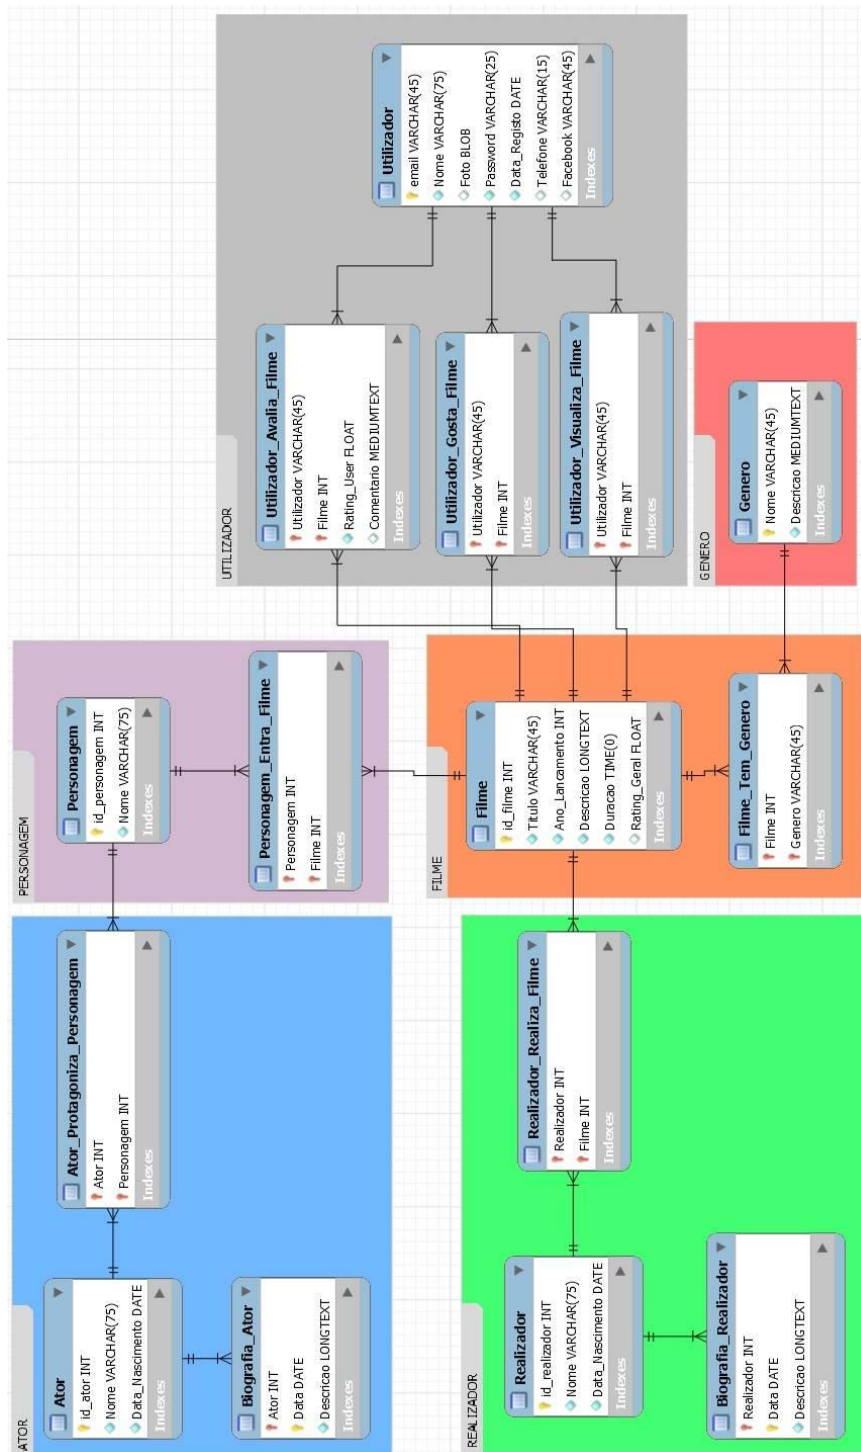 ATOR
Ator
id_ator INT
Nome VARCHAR(75)
Data_Nascimento DATE
Indexes
Ator_Protagoniza_Personagem
Ator INT
Personagem INT
Indexes
Biografia_Ator
Ator INT
Data DATE
Descricao LONGTEXT
Indexes
PERSONAGEM
Personagem
id_personagem INT
Nome VARCHAR(75)
Indexes
Personagem_Entra_Filme
Personagem INT
Filme INT
Indexes
UTILIZADOR
Utilizador_Avalia_Filme
Utilizador VARCHAR(45)
Filme INT
Rating_User FLOAT
Comentario MEDIUMTEXT
Indexes
Utilizador_Gosta_Filme
Utilizador VARCHAR(45)
Filme INT
Indexes
Utilizador_Visualiza_Filme
Utilizador VARCHAR(45)
Filme INT
Indexes
Utilizador
email VARCHAR(45)
Nome VARCHAR(75)
Foto BLOB
Password VARCHAR(25)
Data_Registo DATE
Telefone VARCHAR(15)
Facebook VARCHAR(45)
Indexes
REALIZADOR
Realizador
id_realizador INT
Nome VARCHAR(75)
Data_Nascimento DATE
Indexes
Realizador_Realiza_Filme
Realizador INT
Filme INT
Indexes
Biografia_Realizador
Realizador INT
Data DATE
Descricao LONGTEXT
Indexes
FILME
Filme
id_filme INT
Titulo VARCHAR(45)
Ano_Lancamento INT
Descricao LONGTEXT
Duracao TIME(0)
Rating_Geral FLOAT
Indexes
Filme_Tem_Genero
Filme INT
Genero VARCHAR(45)
Indexes
GENERO
Genero
Nome VARCHAR(45)
Descricao MEDIUMTEXT
Indexes